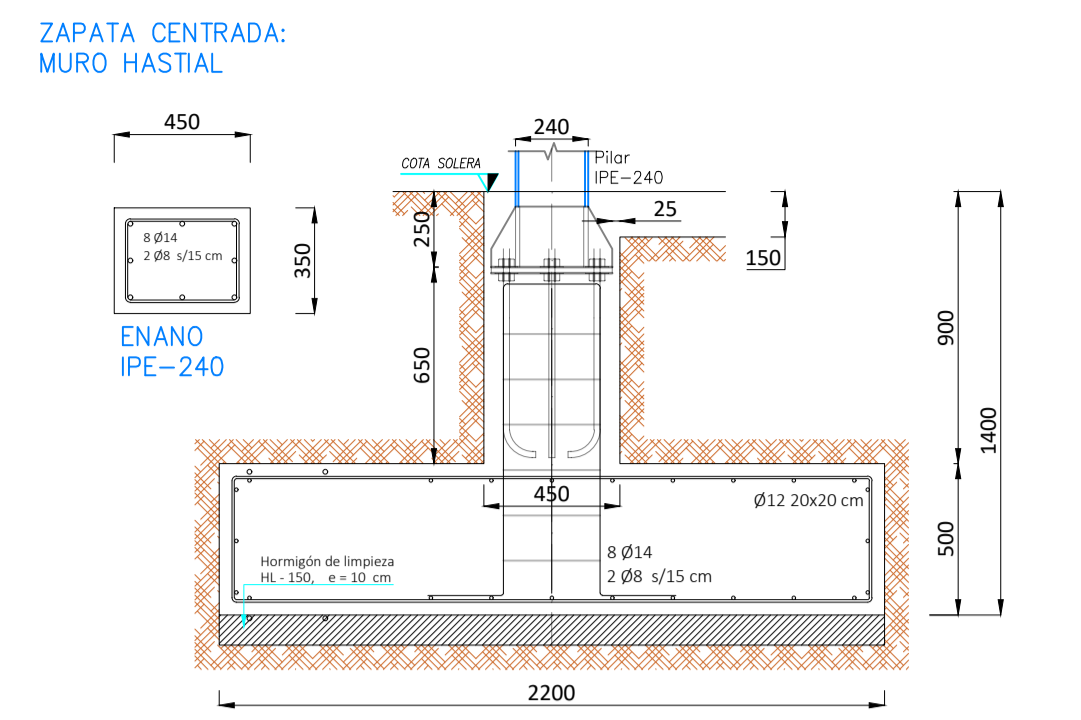 ZAPATA CENTRADA:
MURO HASTIAL
450
240
COTA SOLERA
Pilar
IPE-240
25
250
150
8 Ø14
2 Ø8 s/15 cm
350
ENANO
IPE-240
650
900
1400
450
Ø12 20x20 cm
500
Hormigón de limpieza
HL - 150, e = 10 cm
8 Ø14
2 Ø8 s/15 cm
2200